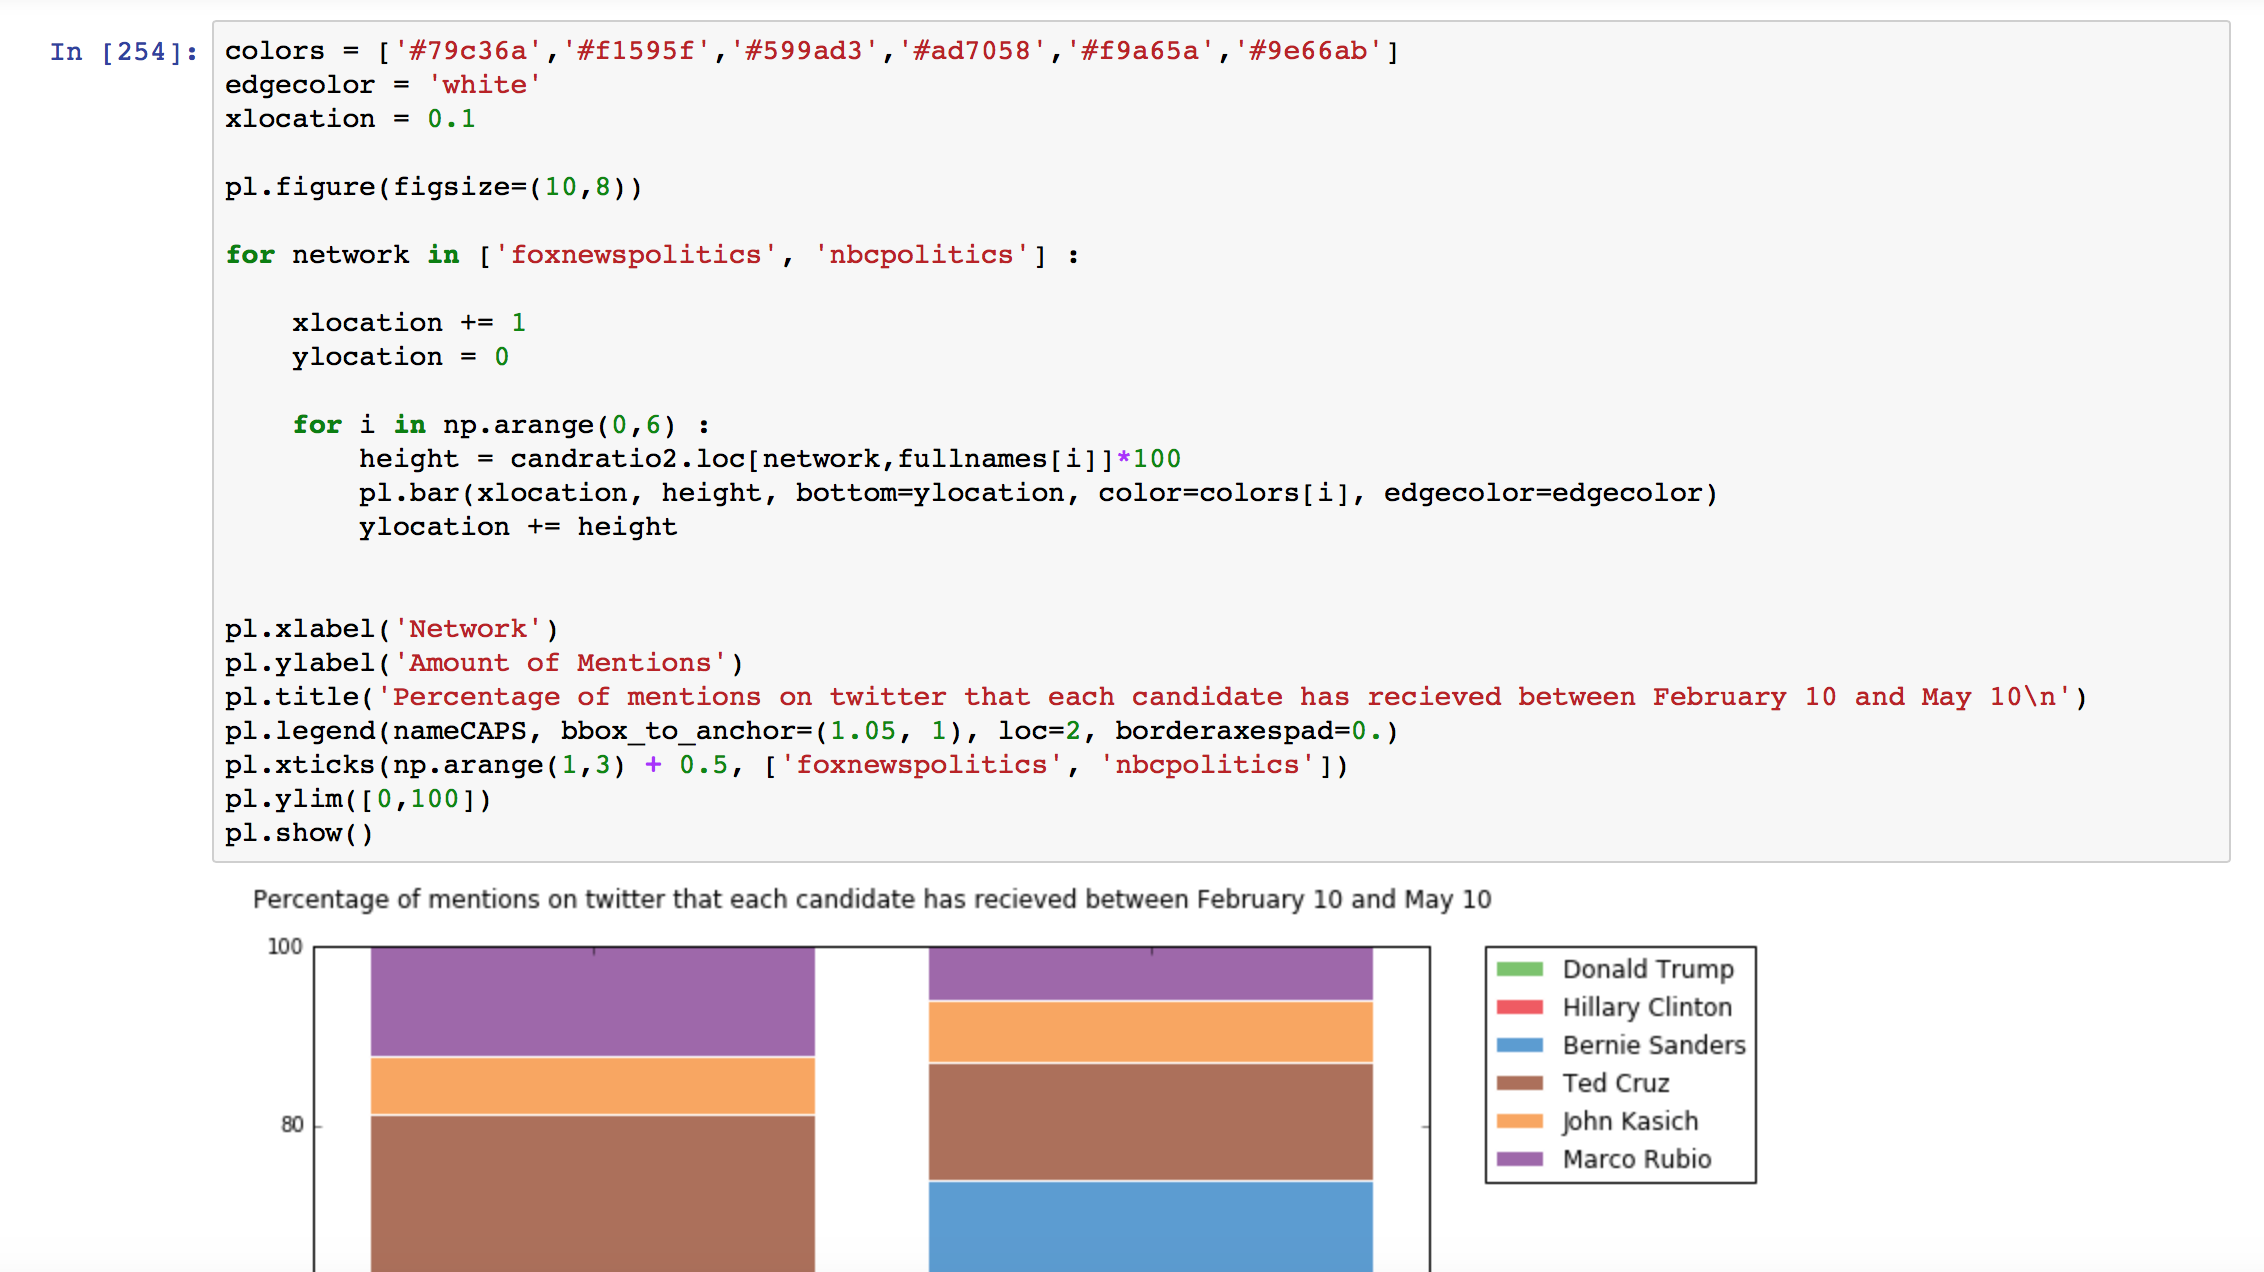 In [254]:
colors = ['#79c36a','#f1595f','#599ad3','#ad7058','#f9a65a','#9e66ab']
edgecolor = 'white'
xlocation = 0.1
pl.figure(figsize=(10,8))
for network in ['foxnewspolitics', 'nbcpolitics'] :
    xlocation += 1
    ylocation = 0
    for i in np.arange(0,6) :
        height = candratio2.loc[network,fullnames[i]]*100
        pl.bar(xlocation, height, bottom=ylocation, color=colors[i], edgecolor=edgecolor)
        ylocation += height
pl.xlabel('Network')
pl.ylabel('Amount of Mentions')
pl.title('Percentage of mentions on twitter that each candidate has recieved between February 10 and May 10\n')
pl.legend(nameCAPS, bbox_to_anchor=(1.05, 1), loc=2, borderaxespad=0.)
pl.xticks(np.arange(1,3) + 0.5, ['foxnewspolitics', 'nbcpolitics'])
pl.ylim([0,100])
pl.show()
Percentage of mentions on twitter that each candidate has recieved between February 10 and May 10
100
80
Donald Trump
Hillary Clinton
Bernie Sanders
Ted Cruz
John Kasich
Marco Rubio